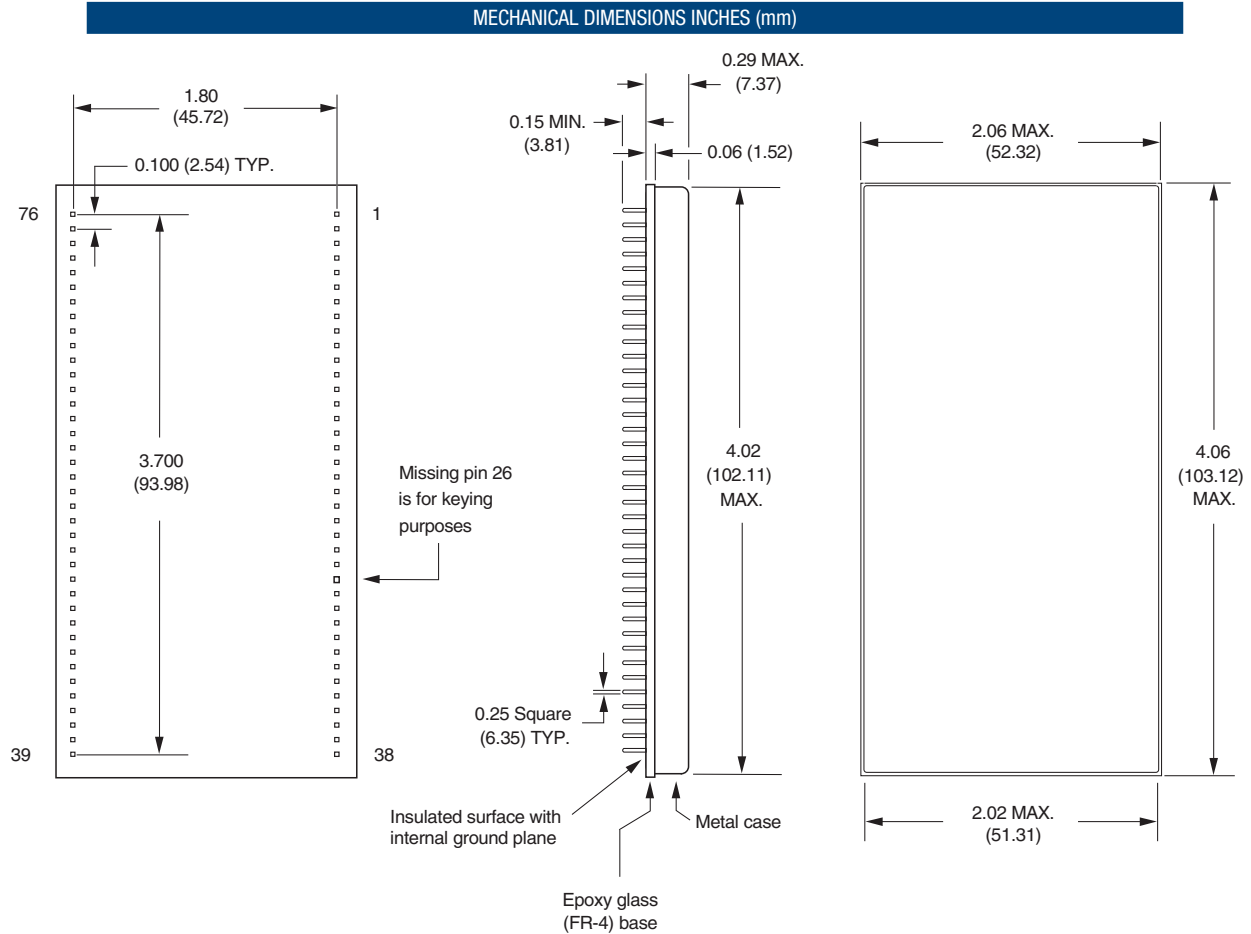 MECHANICAL DIMENSIONS INCHES (mm)
1.80
(45.72)
0.100 (2.54) TYP.
76
1
3.700
(93.98)
Missing pin 26
is for keying
purposes
39
38
0.29 MAX.
(7.37)
0.15 MIN.
(3.81)
0.06 (1.52)
4.02
(102.11)
MAX.
0.25 Square
(6.35) TYP.
Insulated surface with
internal ground plane
Metal case
Epoxy glass
(FR-4) base
2.06 MAX.
(52.32)
4.06
(103.12)
MAX.
2.02 MAX.
(51.31)